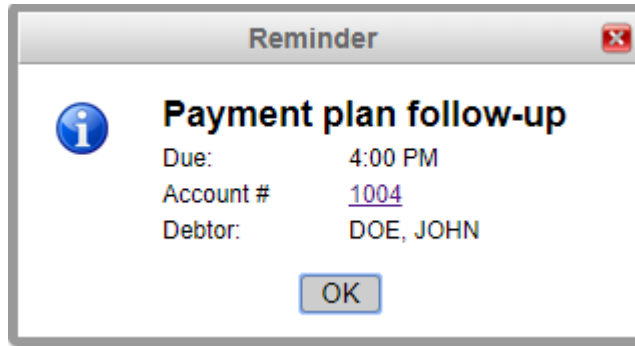 Reminder
Payment plan follow-up
Due: 4:00 PM
Account # 1004
Debtor: DOE, JOHN
OK